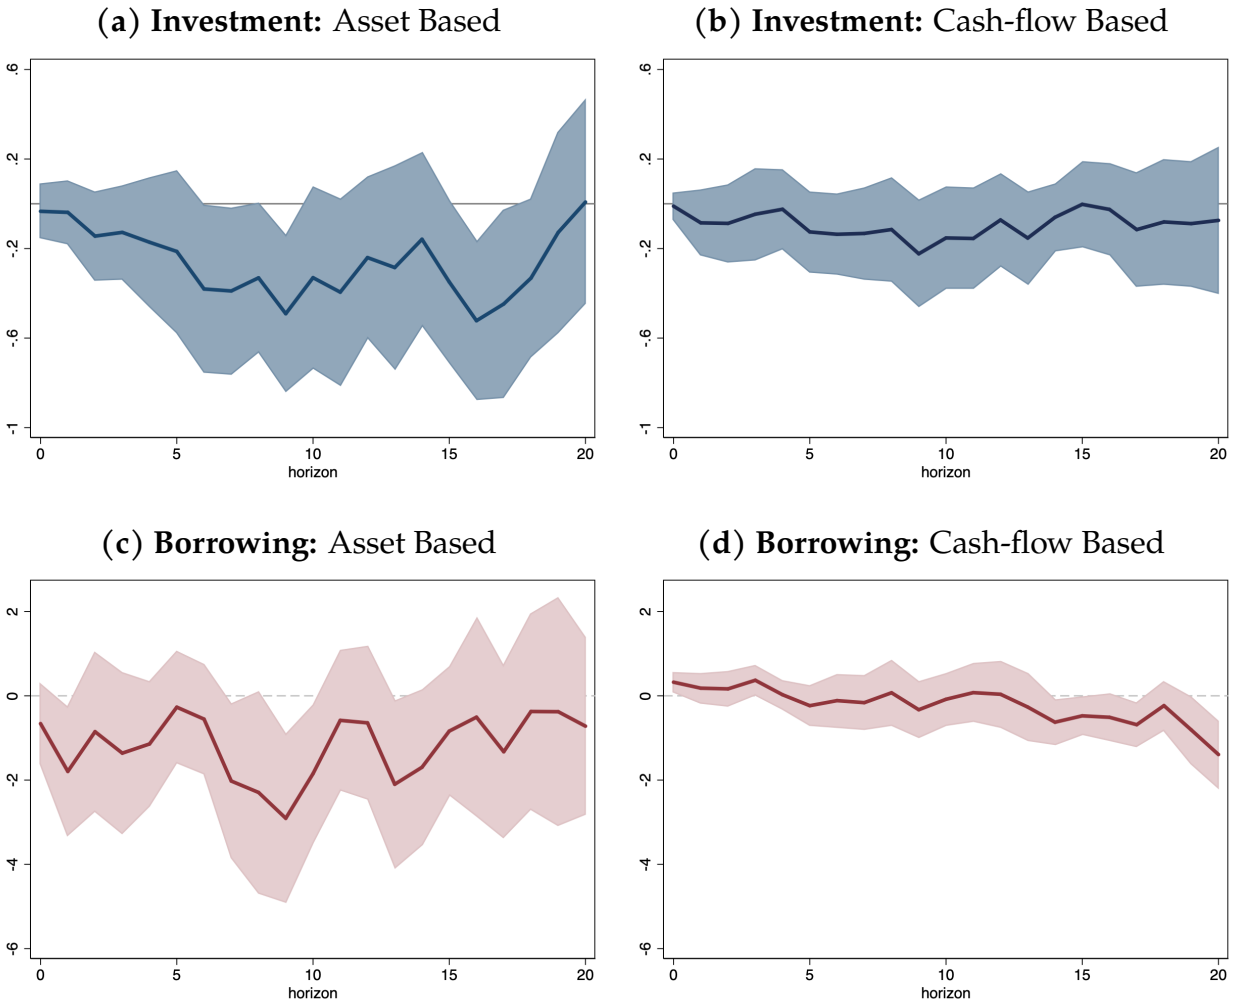 (a) Investment: Asset Based
(b) Investment: Cash-flow Based
.6
.2
-.2
-.6
-1
0 5 10 15 20
horizon
.6
.2
-.2
-.6
-1
0 5 10 15 20
horizon
(c) Borrowing: Asset Based
(d) Borrowing: Cash-flow Based
2
0
-2
-4
-6
0 5 10 15 20
horizon
2
0
-2
-4
-6
0 5 10 15 20
horizon